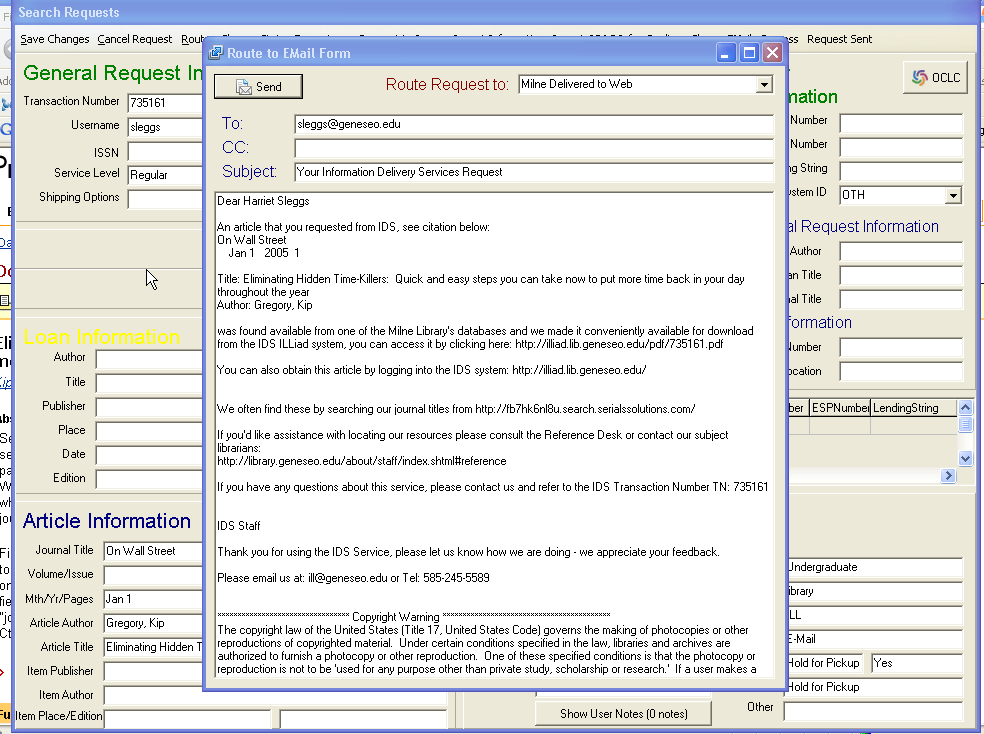 Search Requests
Save Changes Cancel Request Request Sent
General Request
Transaction Number 735161
Username sleggs
ISSN
Service Level Regular
Shipping Options
Loan Information
Author
Title
Publisher
Place
Date
Edition
Article Information
Journal Title On Wall Street
Volume/Issue
Mth/Yr/Pages Jan 1
Article Author Gregory, Kip
Article Title Eliminating Hidden T
Item Publisher
Item Author
Item Place/Edition
Route to EMail Form
Send
Route Request to: Milne Delivered to Web
To: sleggs@geneseo.edu
CC:
Subject: Your Information Delivery Services Request
Dear Harriet Sleggs
An article that you requested from IDS, see citation below:
On Wall Street
Jan 1 2005 1
Title: Eliminating Hidden Time-Killers: Quick and easy steps you can take now to put more time back in your day
throughout the year
Author: Gregory, Kip
was found available from one of the Milne Library's databases and we made it conveniently available for download
from the IDS ILLiad system, you can access it by clicking here: http://illiad.lib.geneseo.edu/pdf/735161.pdf
You can also obtain this article by logging into the IDS system: http://illiad.lib.geneseo.edu/
We often find these by searching our journal titles from http://fb7hk6nl8u.search.serialssolutions.com/
If you'd like assistance with locating our resources please consult the Reference Desk or contact our subject
librarians:
http://library.geneseo.edu/about/staff/index.shtml#reference
If you have any questions about this service, please contact us and refer to the IDS Transaction Number TN: 735161
IDS Staff
Thank you for using the IDS Service, please let us know how we are doing - we appreciate your feedback.
Please email us at: ill@geneseo.edu or Tel: 585-245-5589
****************************** Copyright Warning **************************************
The copyright law of the United States (Title 17, United States Code) governs the making of photocopies or other
reproductions of copyrighted material. Under certain conditions specified in the law, libraries and archives are
authorized to furnish a photocopy or other reproduction. One of these specified conditions is that the photocopy or
reproduction is not to be 'used for any purpose other than private study, scholarship or research.' If a user makes a
OCLC
mation
Number
Number
ng String
ystem ID OTH
al Request Information
Author
an Title
nal Title
formation
Number
ocation
ber ESPNumber LendingString
Undergraduate
ibrary
LL
E-Mail
Hold for Pickup Yes
Hold for Pickup
Other
Show User Notes (0 notes)